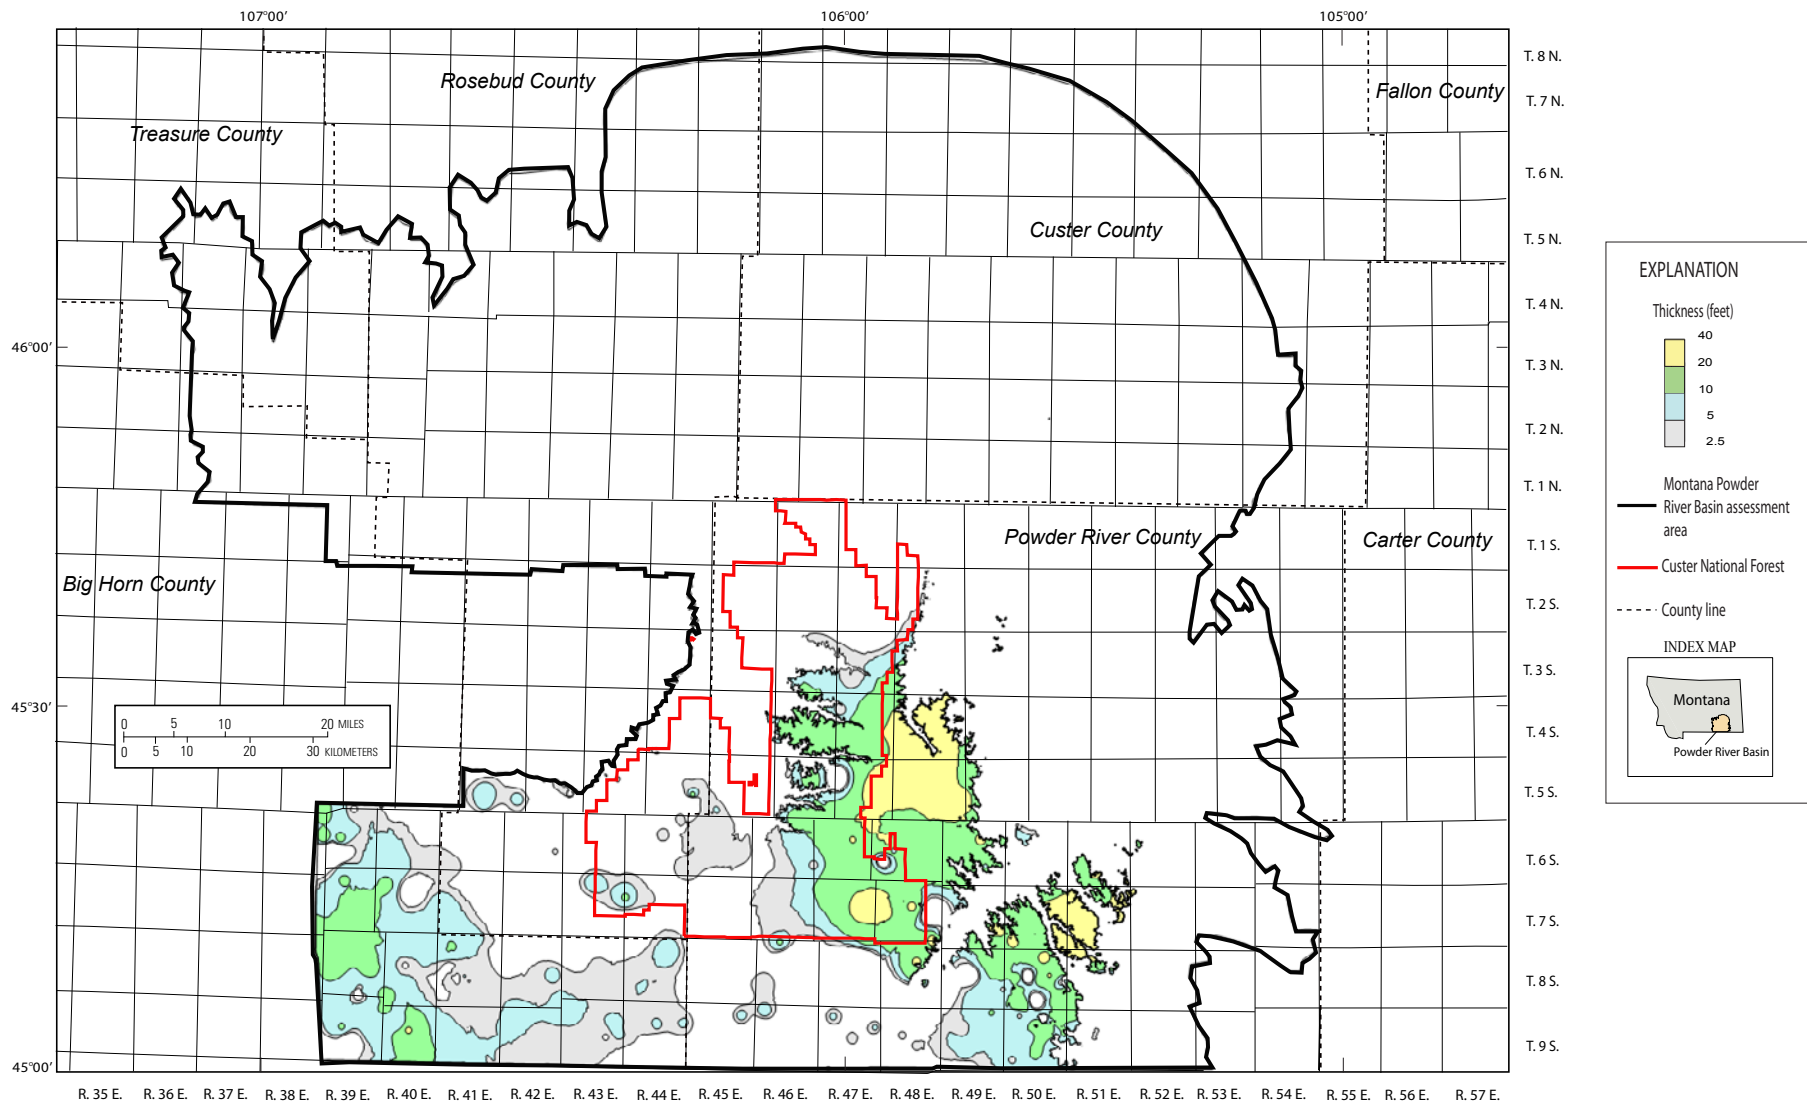 107°00′
106°00′
105°00′
T. 8 N.
Rosebud County
Fallon County
T. 7 N.
Treasure County
T. 6 N.
Custer County
T. 5 N.
T. 4 N.
46°00′
T. 3 N.
T. 2 N.
T. 1 N.
Powder River County
Carter County
T. 1 S.
Big Horn County
T. 2 S.
T. 3 S.
45°30′
T. 4 S.
T. 5 S.
T. 6 S.
T. 7 S.
T. 8 S.
T. 9 S.
45°00′
0 5 10 20 MILES
0 5 10 20 30 KILOMETERS
R. 35 E. R. 36 E. R. 37 E. R. 38 E. R. 39 E. R. 40 E. R. 41 E. R. 42 E. R. 43 E. R. 44 E. R. 45 E. R. 46 E. R. 47 E. R. 48 E. R. 49 E. R. 50 E. R. 51 E. R. 52 E. R. 53 E. R. 54 E. R. 55 E. R. 56 E. R. 57 E.
EXPLANATION
Thickness (feet)
40
20
10
5
2.5
Montana Powder
River Basin assessment
area
Custer National Forest
County line
INDEX MAP
Montana
Powder River Basin